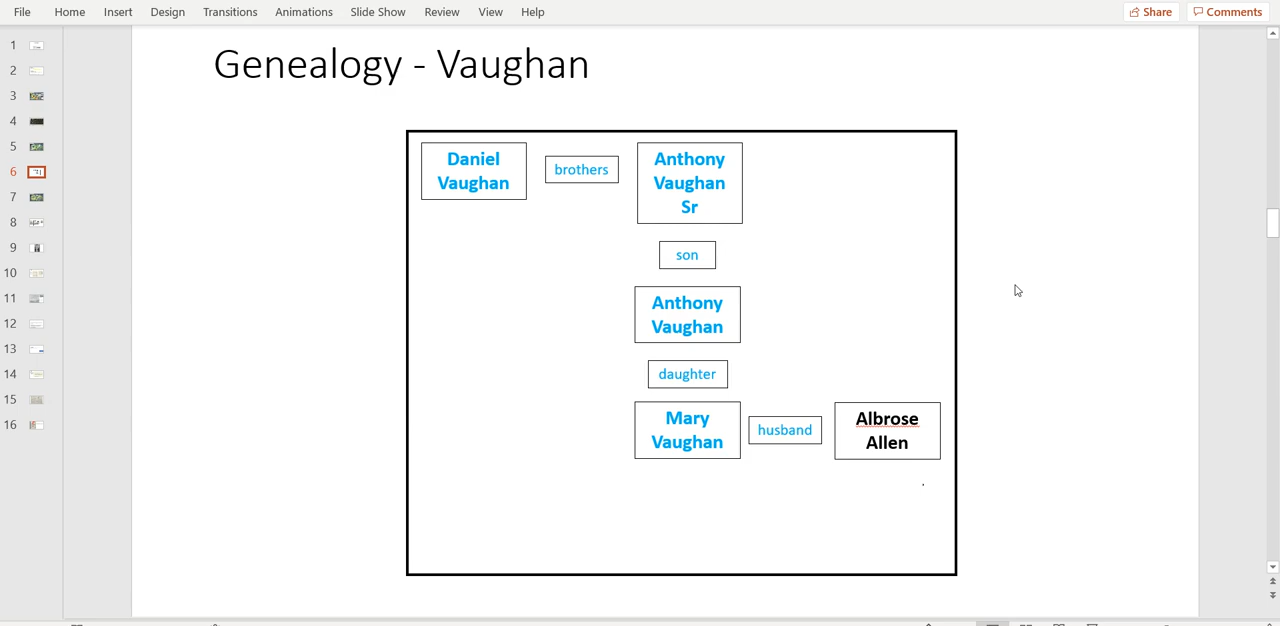 File Home Insert Design Transitions Animations Slide Show Review View Help Share Comments
1
2
3
4
5
6
7
8
9
10
11
12
13
14
15
16
Genealogy - Vaughan
Daniel
Vaughan
brothers
Anthony
Vaughan
Sr
son
Anthony
Vaughan
daughter
Mary
Vaughan
husband
Albrose
Allen